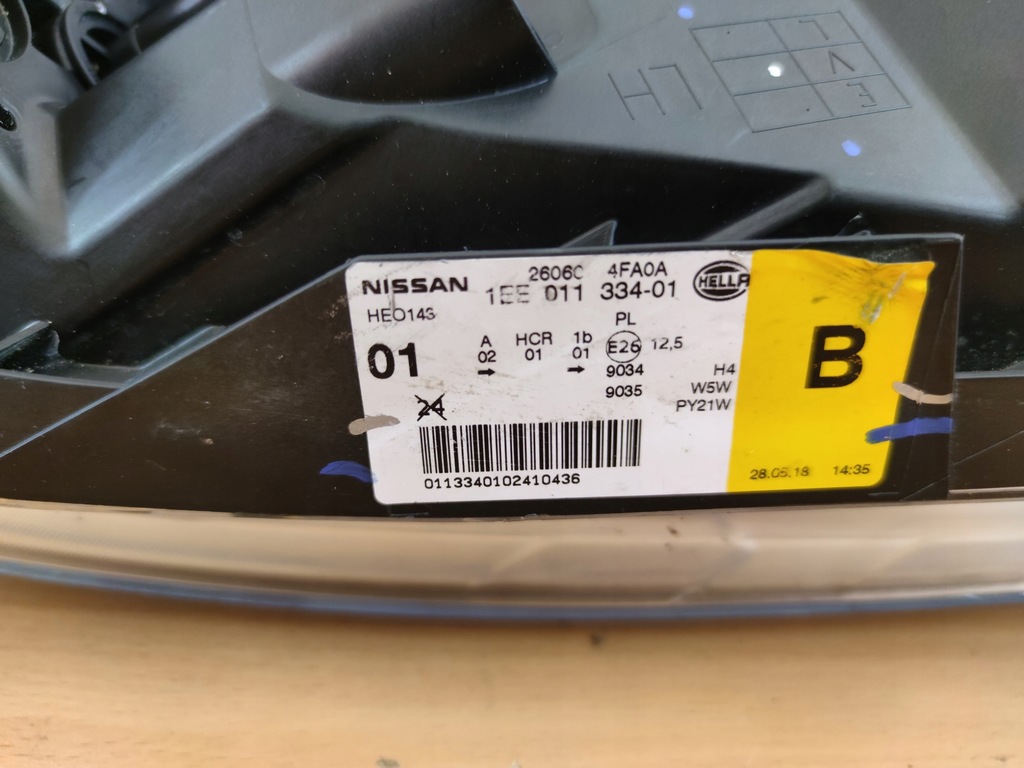 L
V
E
LH
26060 4FA0A
NISSAN 1EE 011 334-01 HELLA
HEO143
PL
A HCR 1b
01 02 01 01 E26 12,5
9034 H4
9035 W5W
PY21W
24
0113340102410436
B
28.05.18 14:35